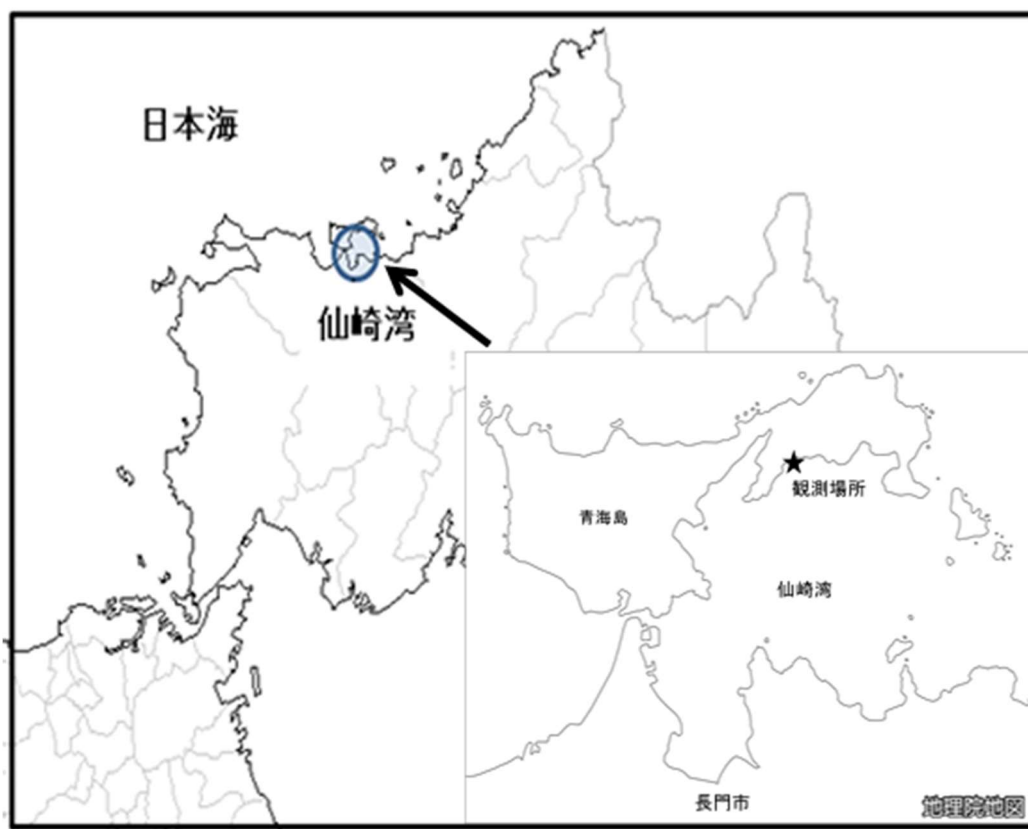 日本海
仙崎湾
観測場所
青海島
仙崎湾
長門市
地理院地図